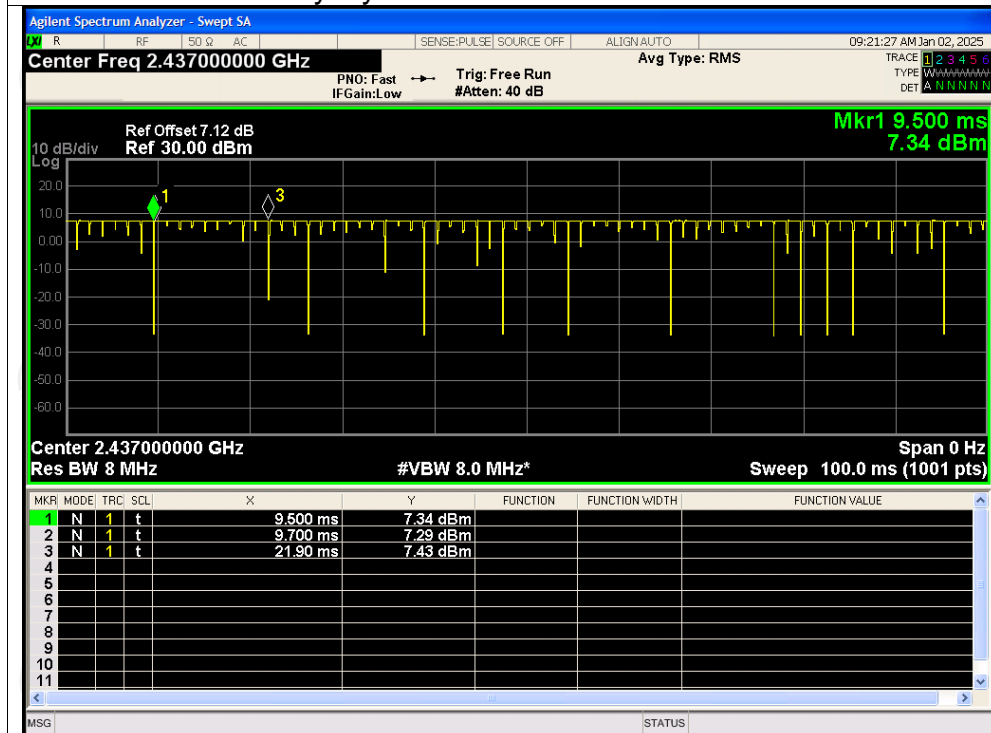 Agilent Spectrum Analyzer - Swept SA
LXI R RF 50 Ω AC SENSE:PULSE SOURCE OFF ALIGN AUTO 09:21:27 AM Jan 02, 2025
Center Freq 2.437000000 GHz Avg Type: RMS TRACE 1 2 3 4 5 6
PNO: Fast Trig: Free Run TYPE WWWWWW
IFGain:Low #Atten: 40 dB DET A N N N N N
Mkr1 9.500 ms
Ref Offset 7.12 dB 7.34 dBm
10 dB/div Ref 30.00 dBm
Log
20.0
1 3
10.0
0.00
-10.0
-20.0
-30.0
-40.0
-50.0
-60.0
Center 2.437000000 GHz Span 0 Hz
Res BW 8 MHz #VBW 8.0 MHz* Sweep 100.0 ms (1001 pts)
MKR MODE TRC SCL X Y FUNCTION FUNCTION WIDTH FUNCTION VALUE
1 N 1 t 9.500 ms 7.34 dBm
2 N 1 t 9.700 ms 7.29 dBm
3 N 1 t 21.90 ms 7.43 dBm
4
5
6
7
8
9
10
11
MSG STATUS